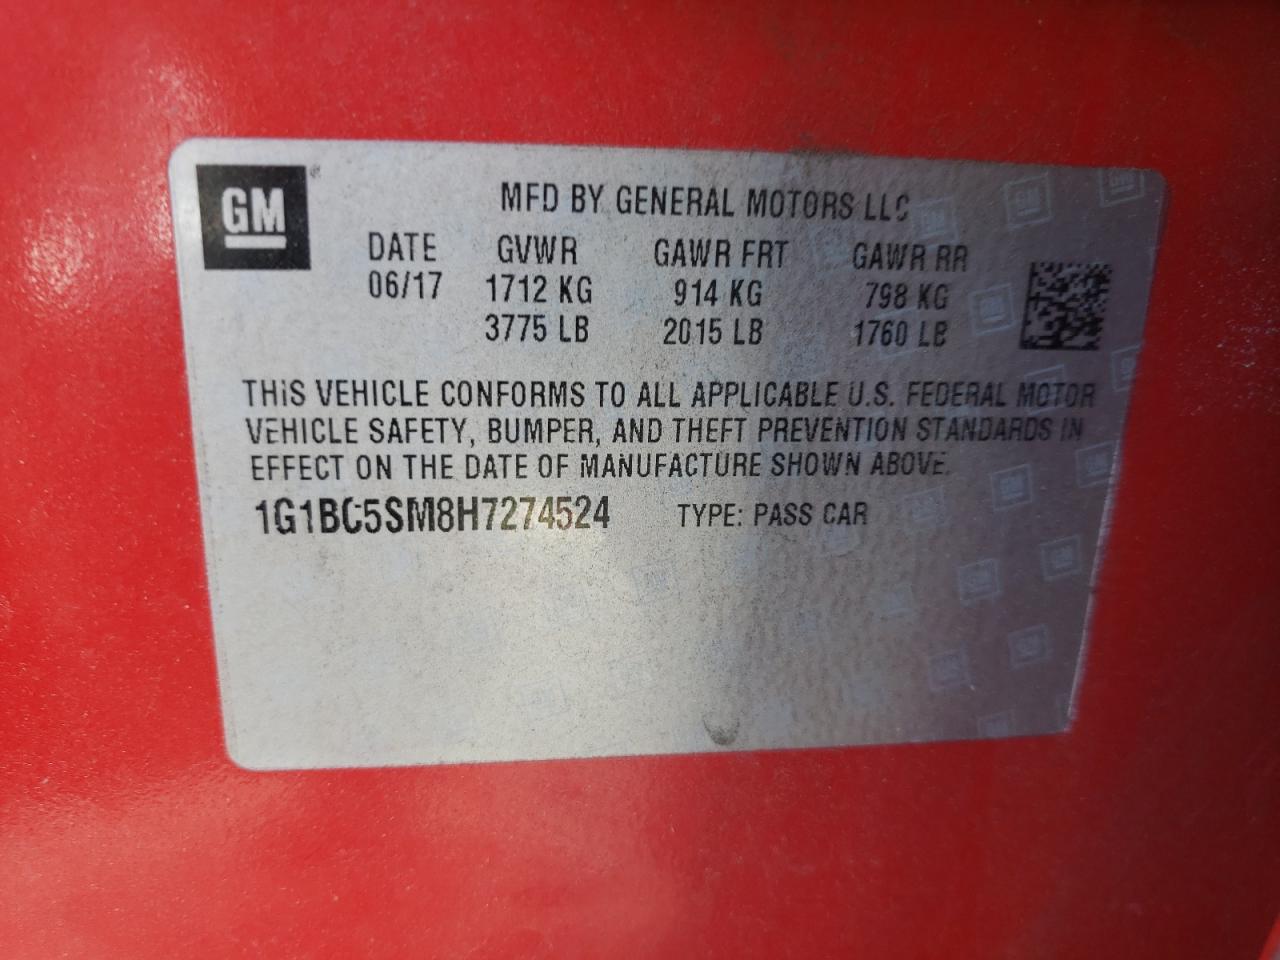 GM
MFD BY GENERAL MOTORS LLC
DATE GVWR GAWR FRT GAWR RR
06/17 1712 KG 914 KG 798 KG
3775 LB 2015 LB 1760 LB
THIS VEHICLE CONFORMS TO ALL APPLICABLE U.S. FEDERAL MOTOR
VEHICLE SAFETY, BUMPER, AND THEFT PREVENTION STANDARDS IN
EFFECT ON THE DATE OF MANUFACTURE SHOWN ABOVE.
1G1BC5SM8H7274524 TYPE: PASS CAR